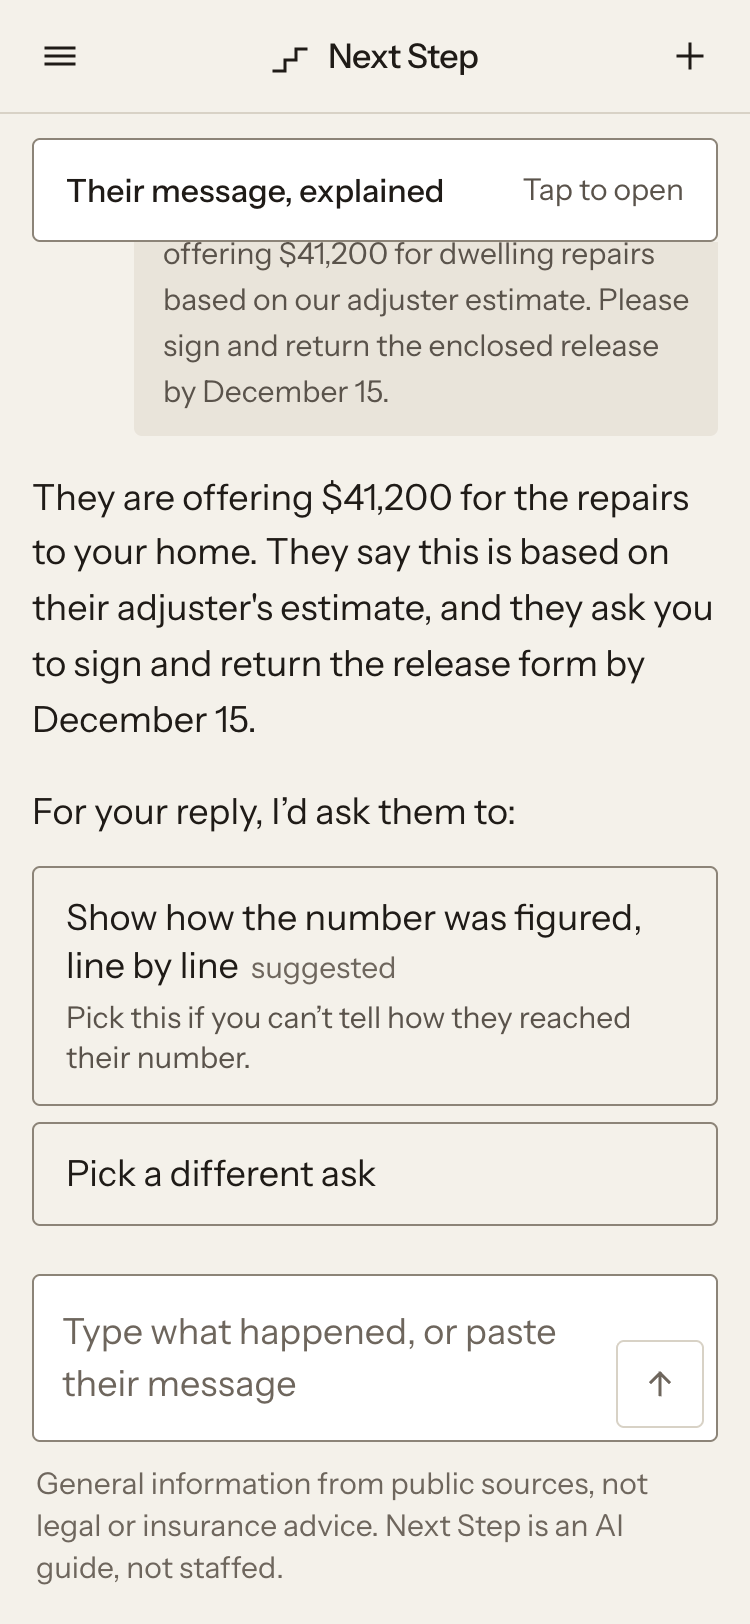 Next Step
Their message, explained
Tap to open
offering $41,200 for dwelling repairs
based on our adjuster estimate. Please
sign and return the enclosed release
by December 15.
They are offering $41,200 for the repairs
to your home. They say this is based on
their adjuster's estimate, and they ask you
to sign and return the release form by
December 15.
For your reply, I’d ask them to:
Show how the number was figured,
line by line suggested
Pick this if you can’t tell how they reached
their number.
Pick a different ask
Type what happened, or paste
their message
General information from public sources, not
legal or insurance advice. Next Step is an AI
guide, not staffed.